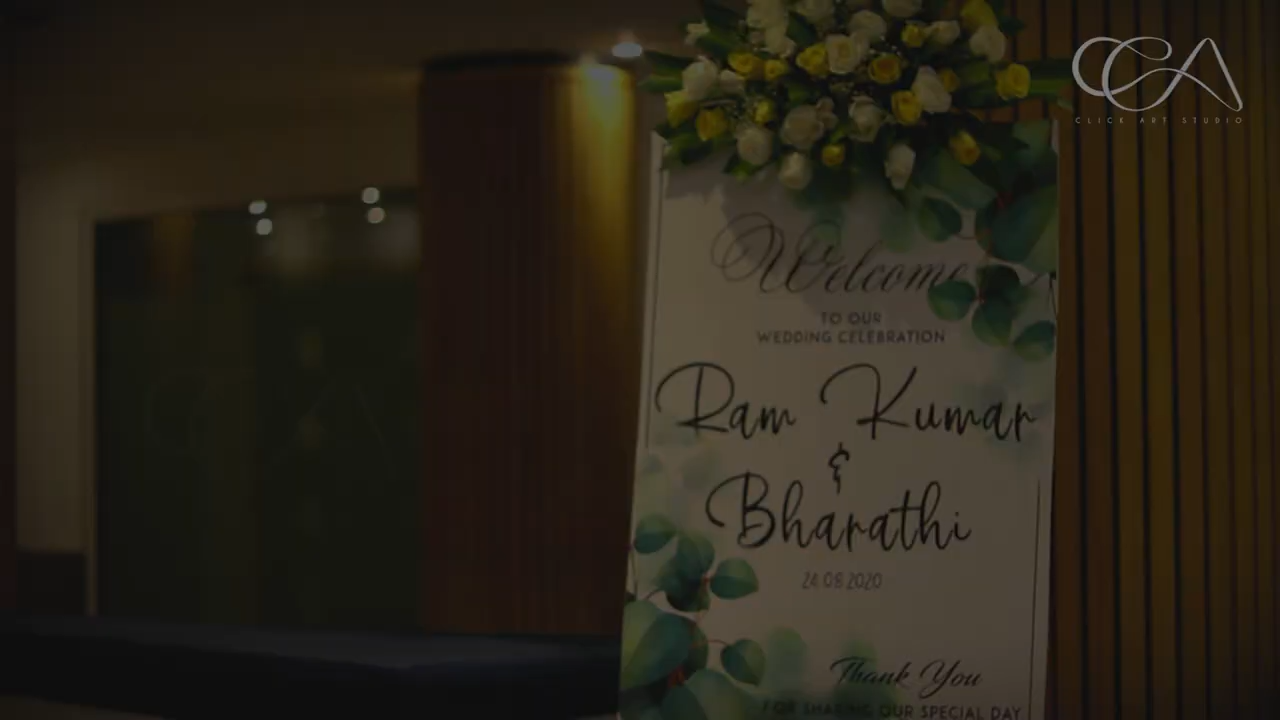 CCA
CLICK ART STUDIO
Welcome
TO OUR
WEDDING CELEBRATION
Ram Kumar
&
Bharathi
24.08.2020
Thank You
FOR SHARING OUR SPECIAL DAY